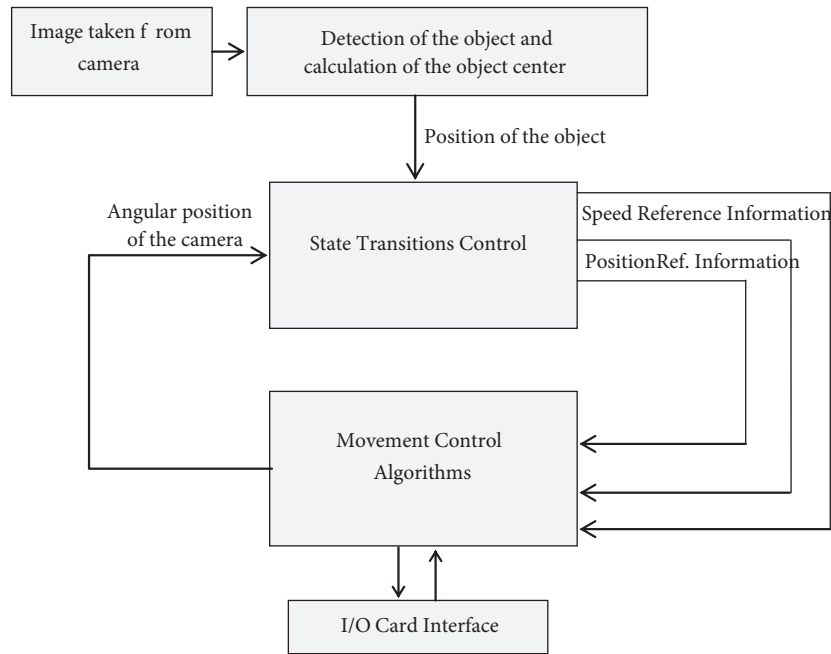 Image taken f rom
camera
Detection of the object and
calculation of the object center
Position of the object
Angular position
of the camera
State Transitions Control
Speed Reference Information
PositionRef. Information
Movement Control
Algorithms
I/O Card Interface